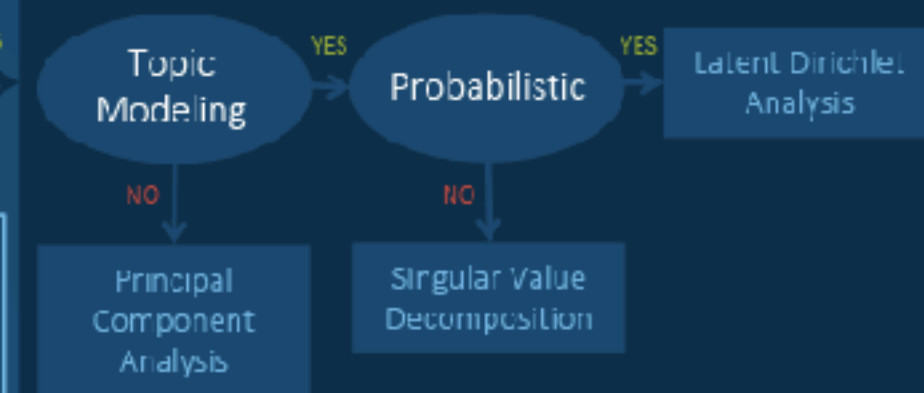 Topic
Modeling
YES
Probabilistic
YES
Latent Dirichlet
Analysis
NO
NO
Principal
Component
Analysis
Singular Value
Decomposition